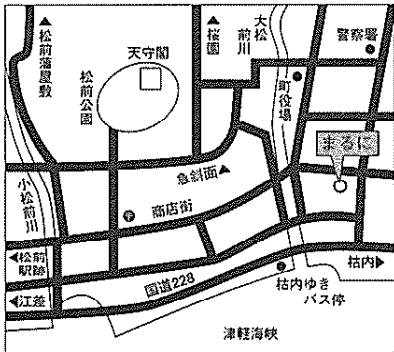 ▲松前藩屋敷
天守閣
松前公園
▲桜園
大松前川
警察署
町役場
まるに
小松前川
急斜面▲
商店街
〒
◀松前駅跡
◀江差
国道228
枯内▶
枯内ゆき
バス停
津軽海峡